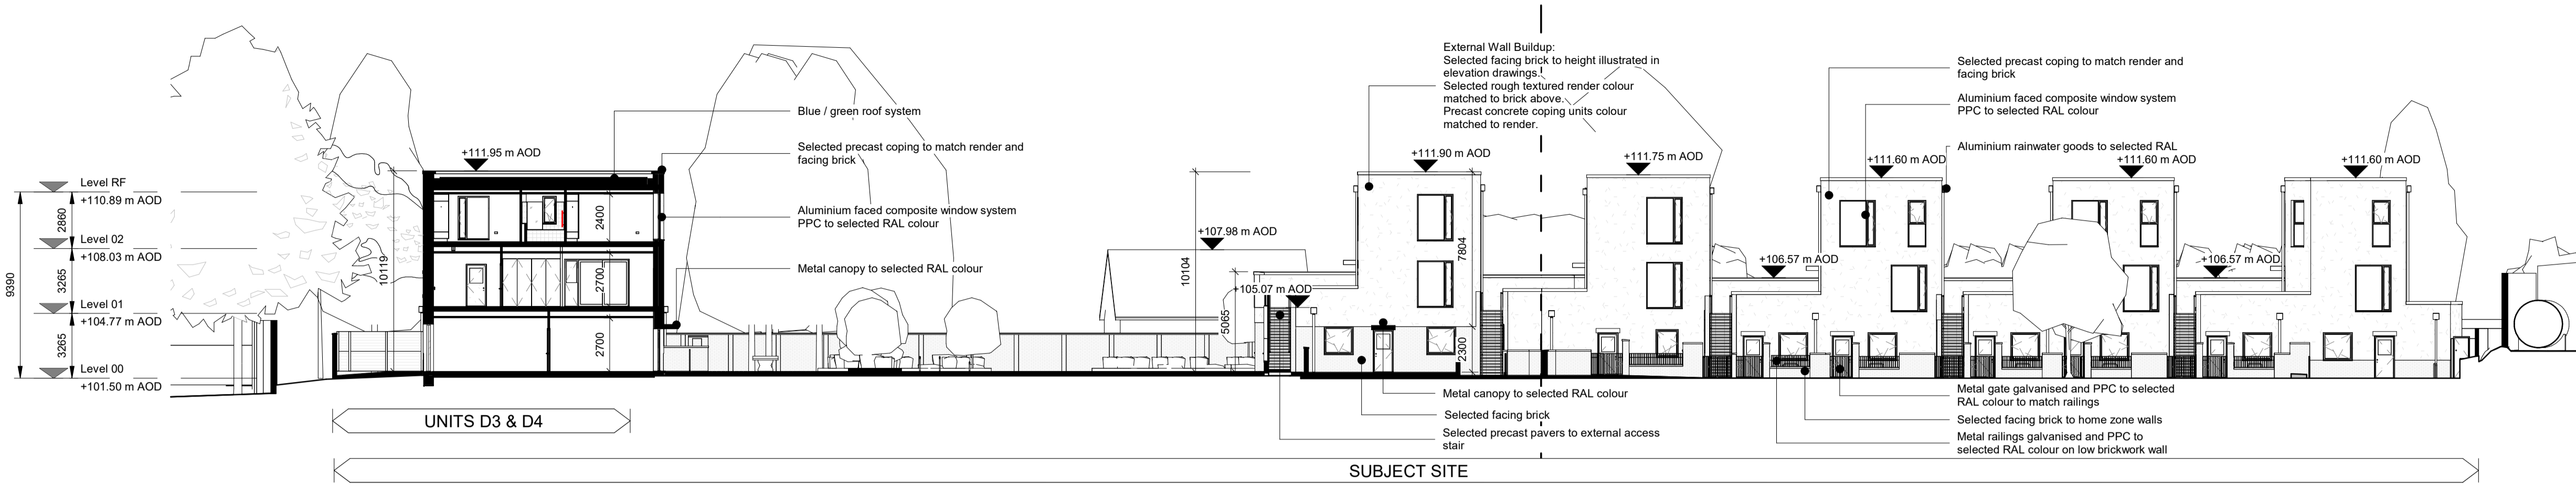 Level RF
+110.89 m AOD
Level 02
+108.03 m AOD
Level 01
+104.77 m AOD
Level 00
+101.50 m AOD
9390
2860
3265
3265
10119
+111.95 m AOD
2400
2700
2700
UNITS D3 & D4
Blue / green roof system
Selected precast coping to match render and
facing brick
Aluminium faced composite window system
PPC to selected RAL colour
Metal canopy to selected RAL colour
+107.98 m AOD
10104
+105.07 m AOD
5065
External Wall Buildup:
Selected facing brick to height illustrated in
elevation drawings.
Selected rough textured render colour
matched to brick above.
Precast concrete coping units colour
matched to render.
+111.90 m AOD
7804
2300
Metal canopy to selected RAL colour
Selected facing brick
Selected precast pavers to external access
stair
+111.75 m AOD
+106.57 m AOD
Selected precast coping to match render and
facing brick
Aluminium faced composite window system
PPC to selected RAL colour
Aluminium rainwater goods to selected RAL
+111.60 m AOD
+111.60 m AOD
+111.60 m AOD
+106.57 m AOD
Metal gate galvanised and PPC to selected
RAL colour to match railings
Selected facing brick to home zone walls
Metal railings galvanised and PPC to
selected RAL colour on low brickwork wall
SUBJECT SITE